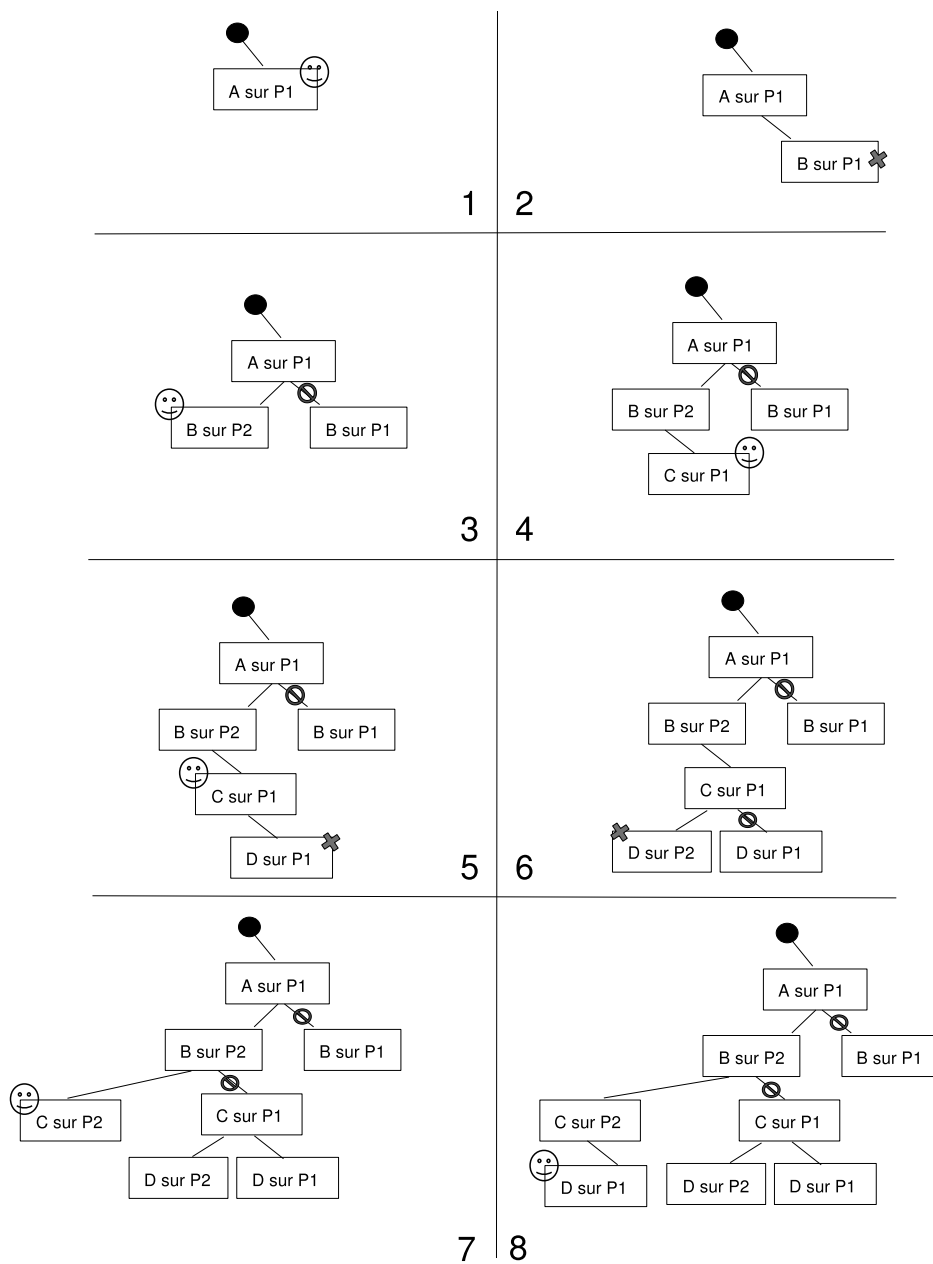 A sur P1
1
A sur P1
B sur P1
2
A sur P1
B sur P2 B sur P1
3
A sur P1
B sur P2 B sur P1
C sur P1
4
A sur P1
B sur P2 B sur P1
C sur P1
D sur P1
5
A sur P1
B sur P2 B sur P1
C sur P1
D sur P2 D sur P1
6
A sur P1
B sur P2 B sur P1
C sur P2 C sur P1
D sur P2 D sur P1
7
A sur P1
B sur P2 B sur P1
C sur P2 C sur P1
D sur P1 D sur P2 D sur P1
8